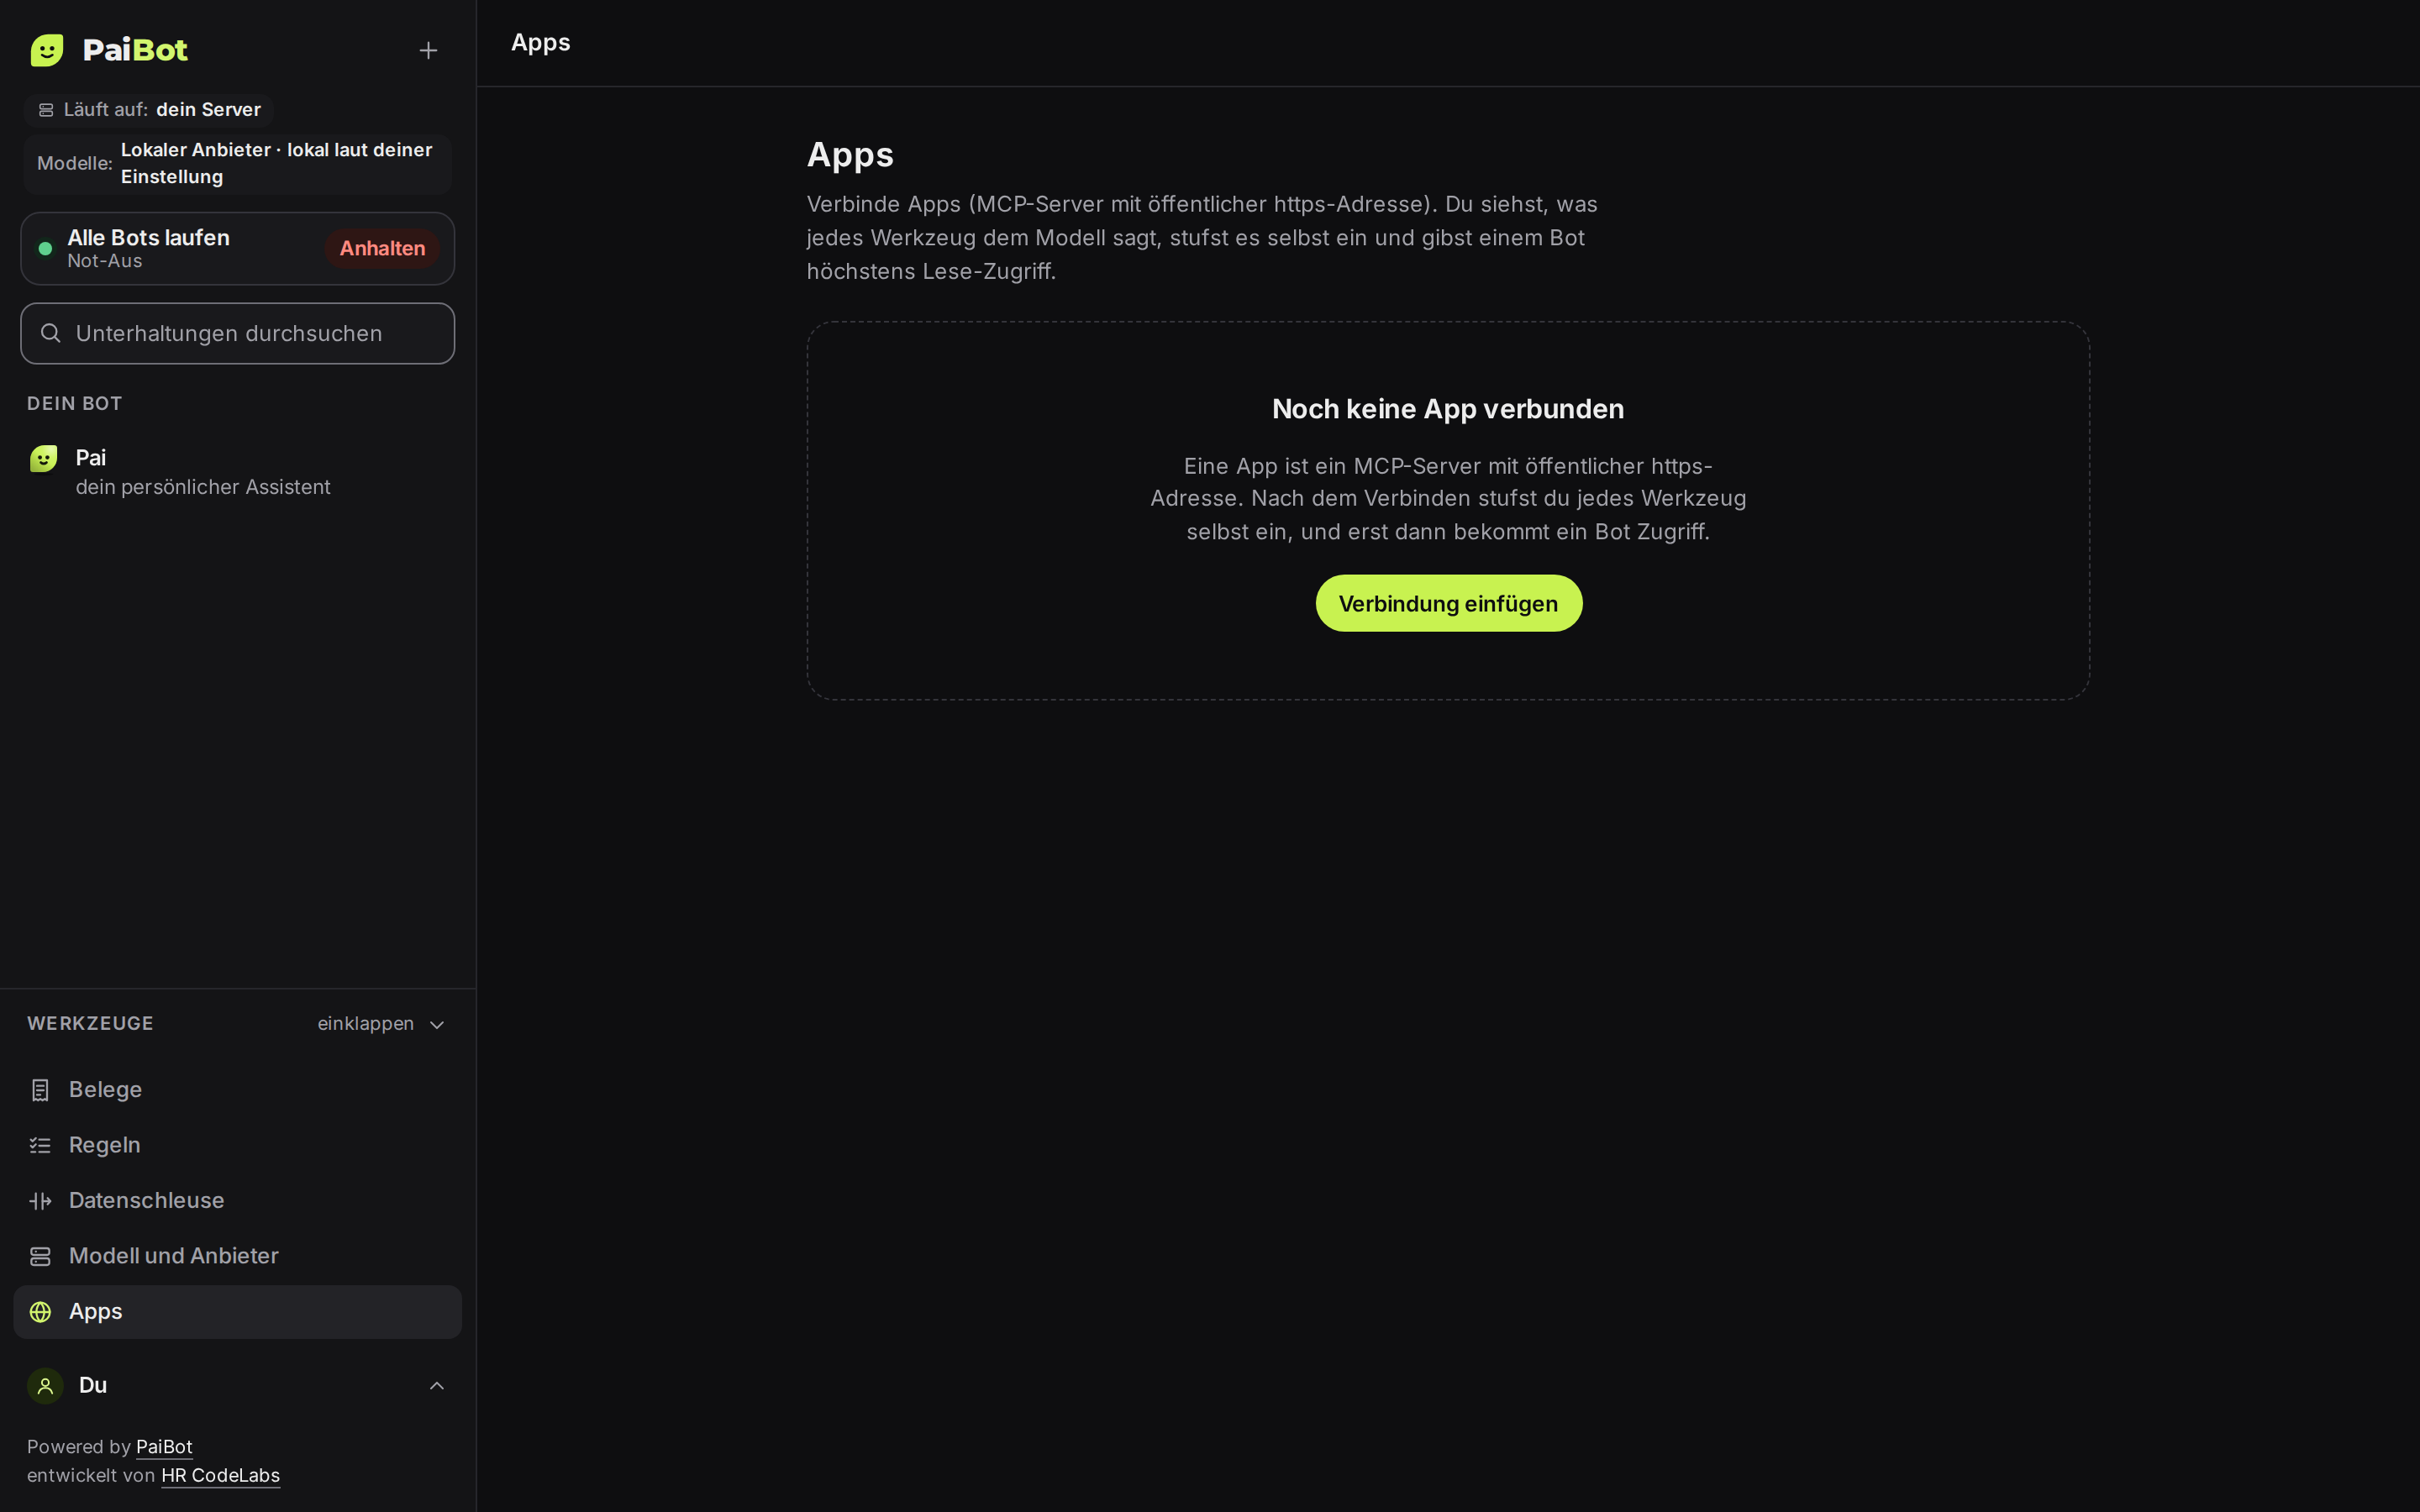 PaiBot
Läuft auf: dein Server
Modelle: Lokaler Anbieter · lokal laut deiner
Einstellung
Alle Bots laufen
Not-Aus
Anhalten
Unterhaltungen durchsuchen
DEIN BOT
Pai
dein persönlicher Assistent
WERKZEUGE
einklappen
Belege
Regeln
Datenschleuse
Modell und Anbieter
Apps
Du
Powered by PaiBot
entwickelt von HR CodeLabs
Apps
Apps
Verbinde Apps (MCP-Server mit öffentlicher https-Adresse). Du siehst, was
jedes Werkzeug dem Modell sagt, stufst es selbst ein und gibst einem Bot
höchstens Lese-Zugriff.
Noch keine App verbunden
Eine App ist ein MCP-Server mit öffentlicher https-
Adresse. Nach dem Verbinden stufst du jedes Werkzeug
selbst ein, und erst dann bekommt ein Bot Zugriff.
Verbindung einfügen